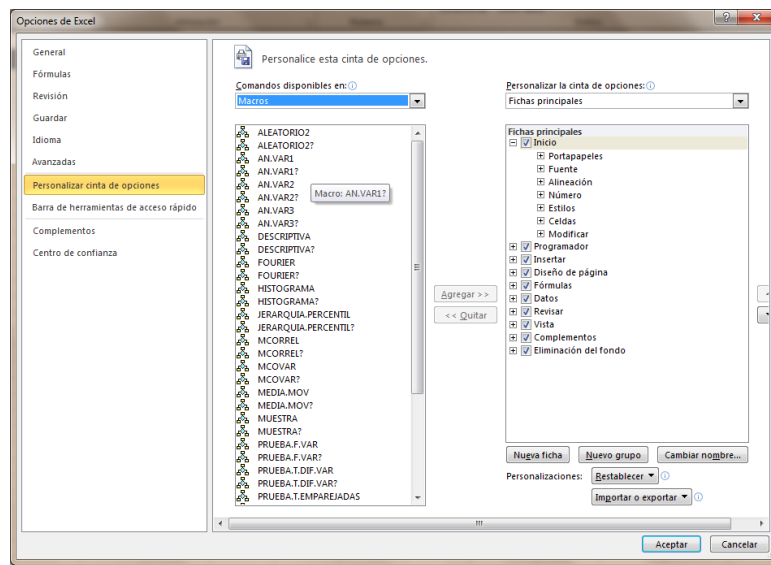 Opciones de Excel
General
Fórmulas
Revisión
Guardar
Idioma
Avanzadas
Personalizar cinta de opciones
Barra de herramientas de acceso rápido
Complementos
Centro de confianza
Personalice esta cinta de opciones.
Comandos disponibles en:
Macros
ALEATORIO2
ALEATORIO2?
AN.VAR1
AN.VAR1?
AN.VAR2
AN.VAR2?
AN.VAR3
AN.VAR3?
DESCRIPTIVA
DESCRIPTIVA?
FOURIER
FOURIER?
HISTOGRAMA
HISTOGRAMA?
JERARQUIA.PERCENTIL
JERARQUIA.PERCENTIL?
MCORREL
MCORREL?
MCOVAR
MCOVAR?
MEDIA.MOV
MEDIA.MOV?
MUESTRA
MUESTRA?
PRUEBA.F.VAR
PRUEBA.F.VAR?
PRUEBA.T.DIF.VAR
PRUEBA.T.DIF.VAR?
PRUEBA.T.EMPAREJADAS
Macro: AN.VAR1?
Agregar >>
<< Quitar
Personalizar la cinta de opciones:
Fichas principales
Fichas principales
Inicio
Portapapeles
Fuente
Alineación
Número
Estilos
Celdas
Modificar
Programador
Insertar
Diseño de página
Fórmulas
Datos
Revisar
Vista
Complementos
Eliminación del fondo
Nueva ficha
Nuevo grupo
Cambiar nombre...
Personalizaciones:
Restablecer
Importar o exportar
Aceptar
Cancelar